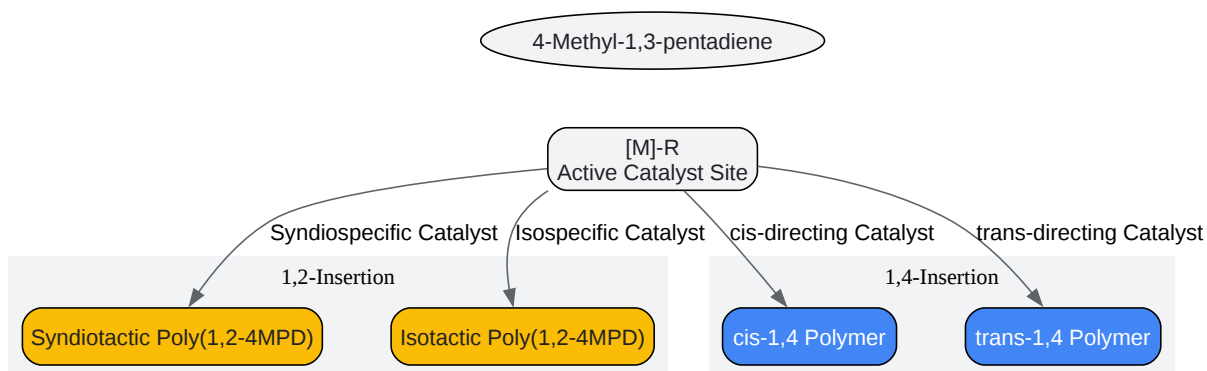 4-Methyl-1,3-pentadiene
[M]-R
Active Catalyst Site
Syndiospecific Catalyst
Isospecific Catalyst
cis-directing Catalyst
trans-directing Catalyst
1,2-Insertion
1,4-Insertion
Syndiotactic Poly(1,2-4MPD)
Isotactic Poly(1,2-4MPD)
cis-1,4 Polymer
trans-1,4 Polymer